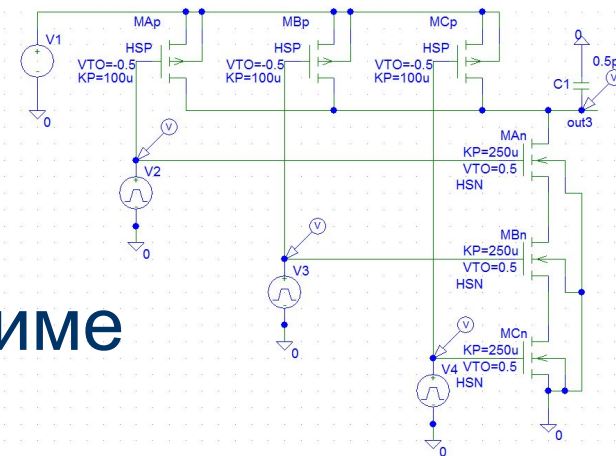 MAp
MBp
MCp
V1
HSP
HSP
HSP
VTO=-0.5
VTO=-0.5
VTO=-0.5
KP=100u
KP=100u
KP=100u
0
0.5p
C1
0
out3
V
V
MAn
KP=250u
VTO=0.5
HSN
V2
0
V
MBn
KP=250u
VTO=0.5
HSN
V3
0
име
V
MCn
KP=250u
V4
VTO=0.5
HSN
0
0